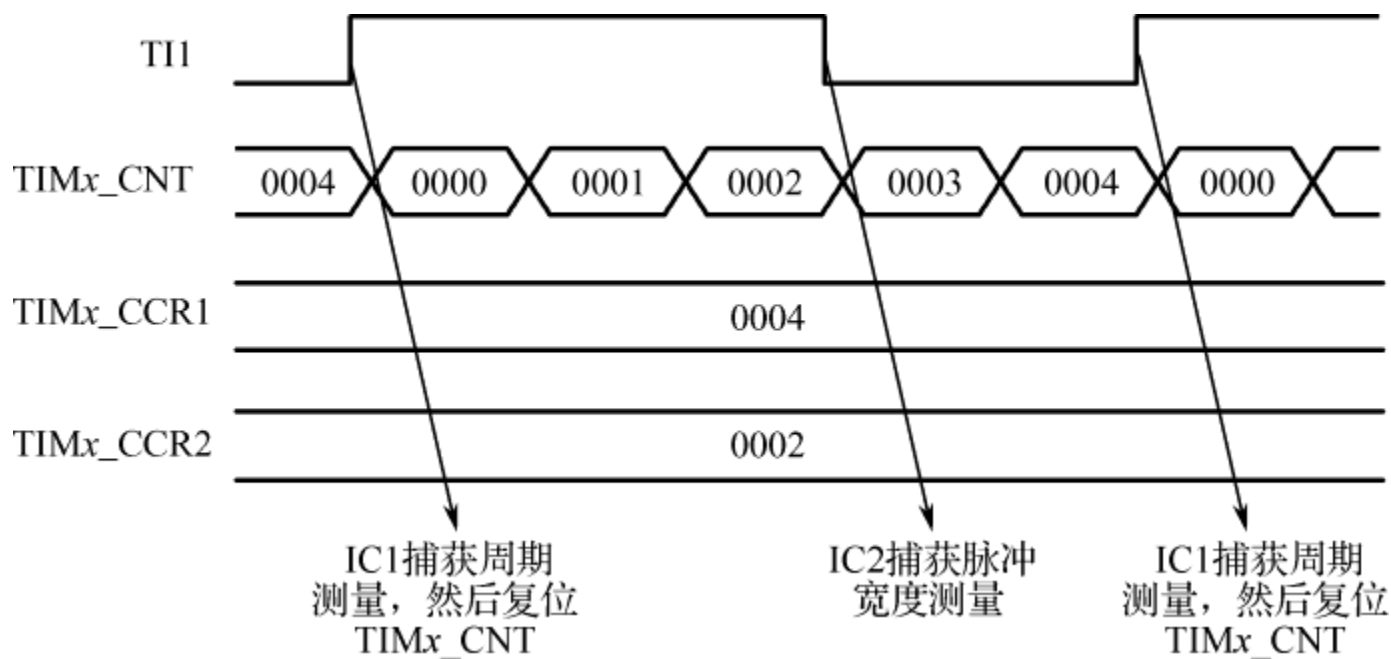 TI1
TIMx_CNT
0004
0000
0001
0002
0003
0004
0000
TIMx_CCR1
0004
TIMx_CCR2
0002
IC1捕获周期
测量，然后复位
TIMx_CNT
IC2捕获脉冲
宽度测量
IC1捕获周期
测量，然后复位
TIMx_CNT